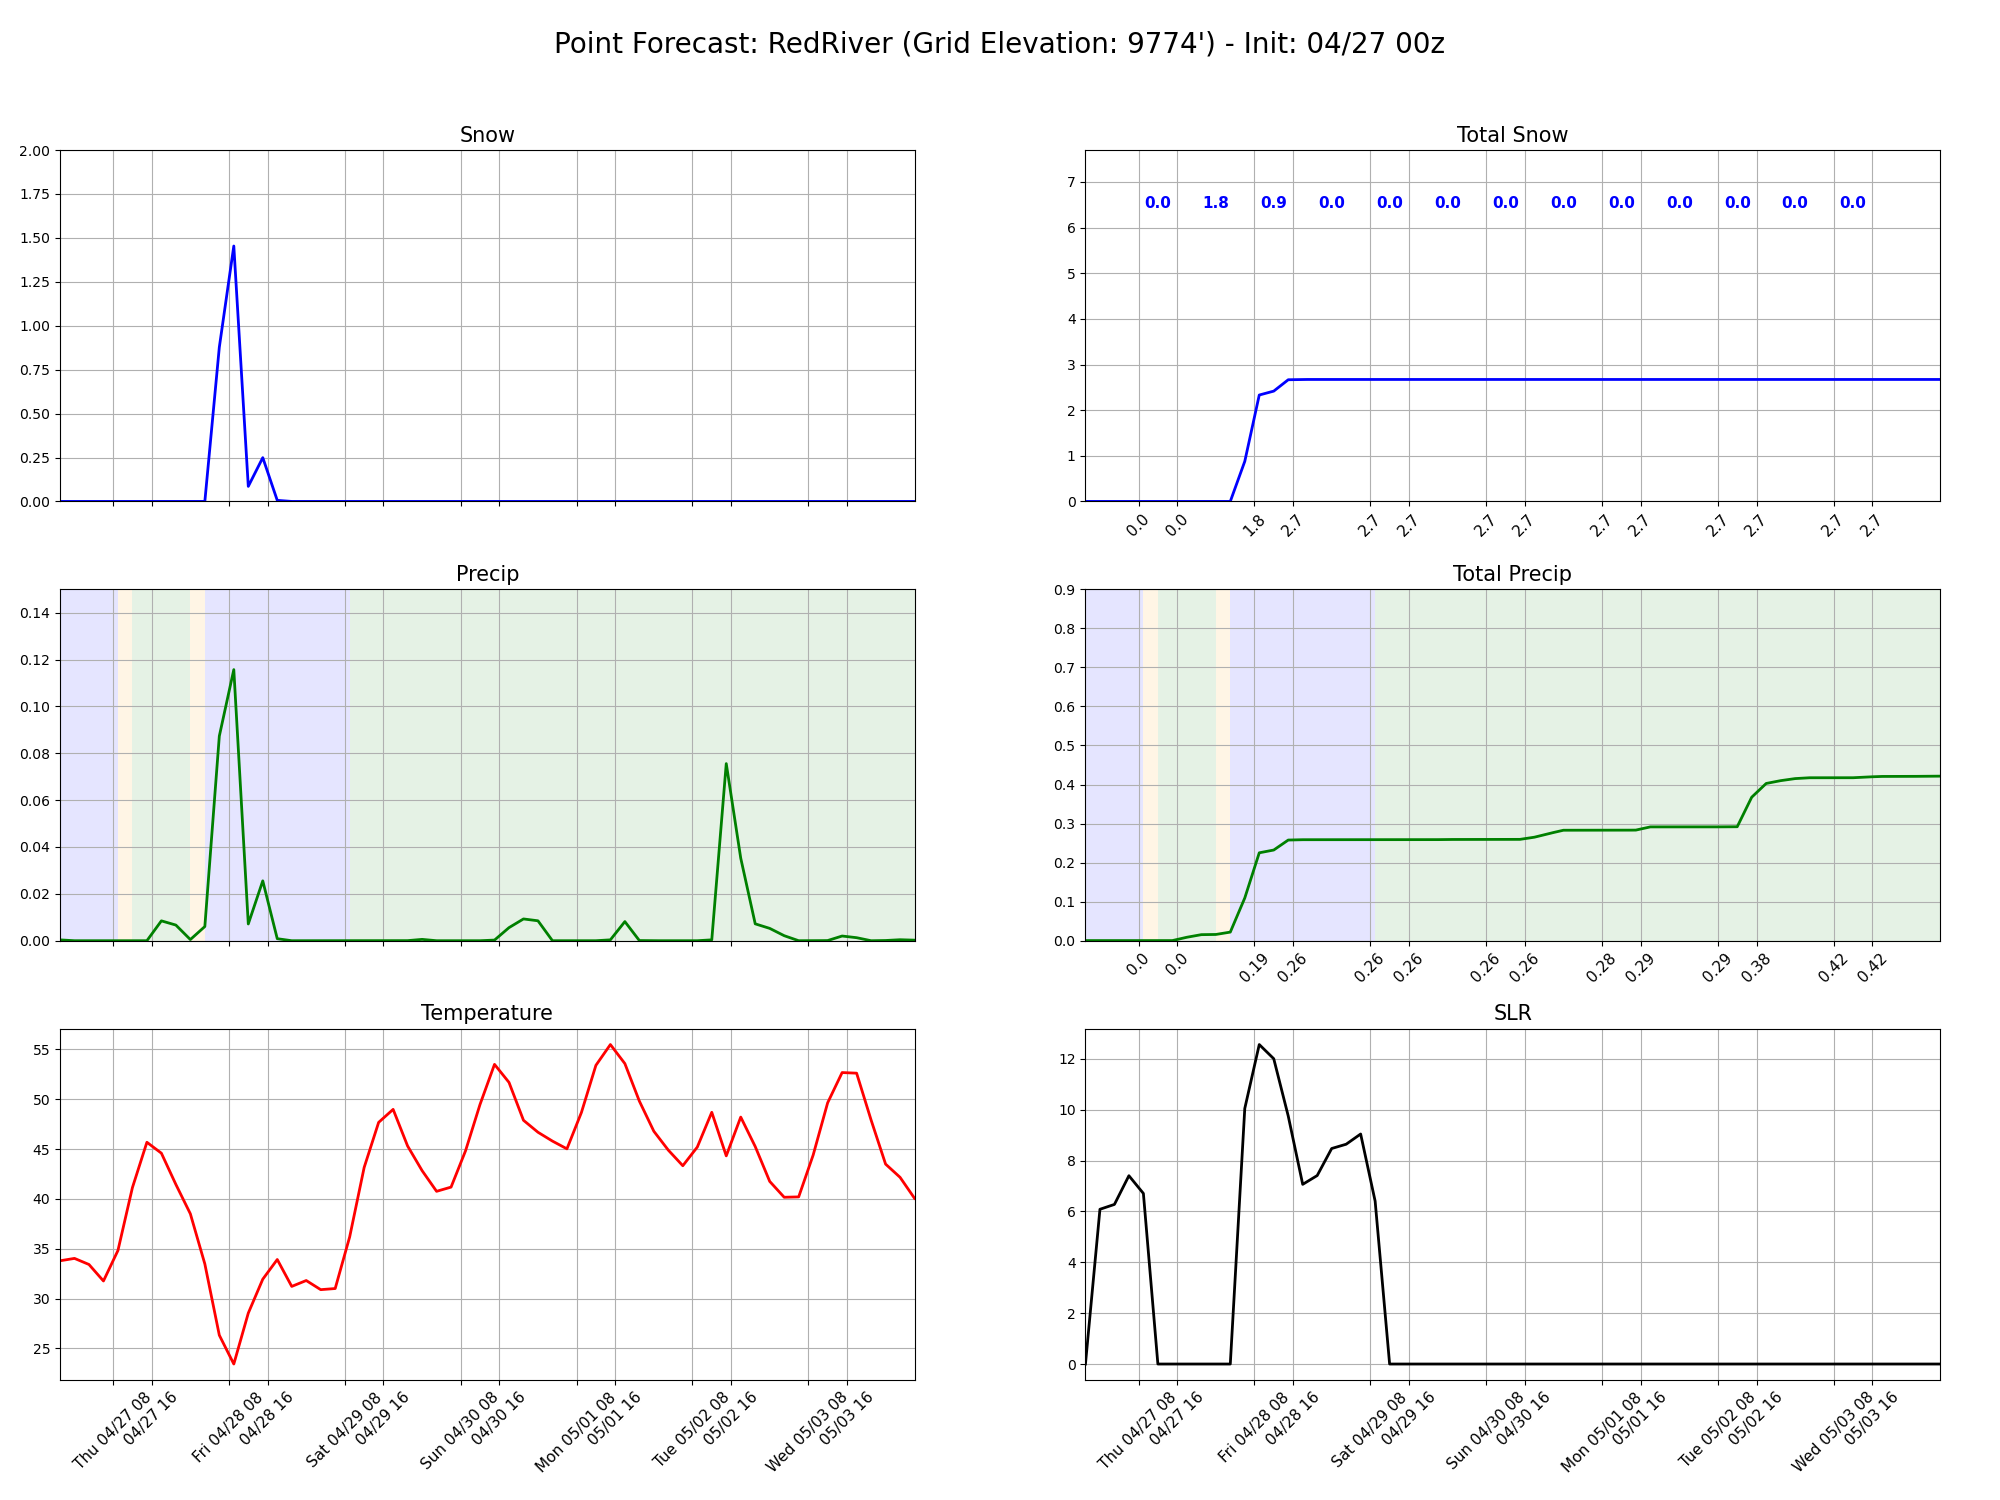 Point Forecast: RedRiver (Grid Elevation: 9774') - Init: 04/27 00z
Snow
2.00
1.75
1.50
1.25
1.00
0.75
0.50
0.25
0.00
Total Snow
7
6
5
4
3
2
1
0
0.0 1.8 0.9 0.0 0.0 0.0 0.0 0.0 0.0 0.0 0.0 0.0 0.0
0.0 0.0 1.8 2.7 2.7 2.7 2.7 2.7 2.7 2.7 2.7 2.7 2.7 2.7
Precip
0.14
0.12
0.10
0.08
0.06
0.04
0.02
0.00
Total Precip
0.9
0.8
0.7
0.6
0.5
0.4
0.3
0.2
0.1
0.0
0.0 0.0 0.19 0.26 0.26 0.26 0.26 0.26 0.28 0.29 0.29 0.38 0.42 0.42
Temperature
55
50
45
40
35
30
25
Thu 04/27 08
04/27 16
Fri 04/28 08
04/28 16
Sat 04/29 08
04/29 16
Sun 04/30 08
04/30 16
Mon 05/01 08
05/01 16
Tue 05/02 08
05/02 16
Wed 05/03 08
05/03 16
SLR
12
10
8
6
4
2
0
Thu 04/27 08
04/27 16
Fri 04/28 08
04/28 16
Sat 04/29 08
04/29 16
Sun 04/30 08
04/30 16
Mon 05/01 08
05/01 16
Tue 05/02 08
05/02 16
Wed 05/03 08
05/03 16